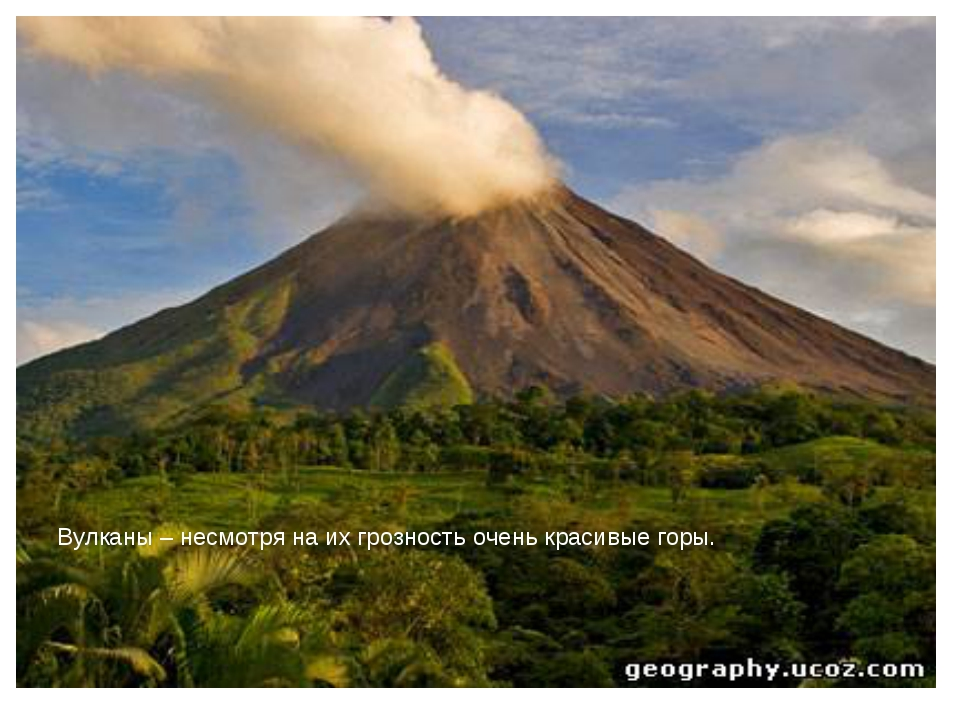 Вулканы – несмотря на их грозность очень красивые горы.
geography.ucoz.com